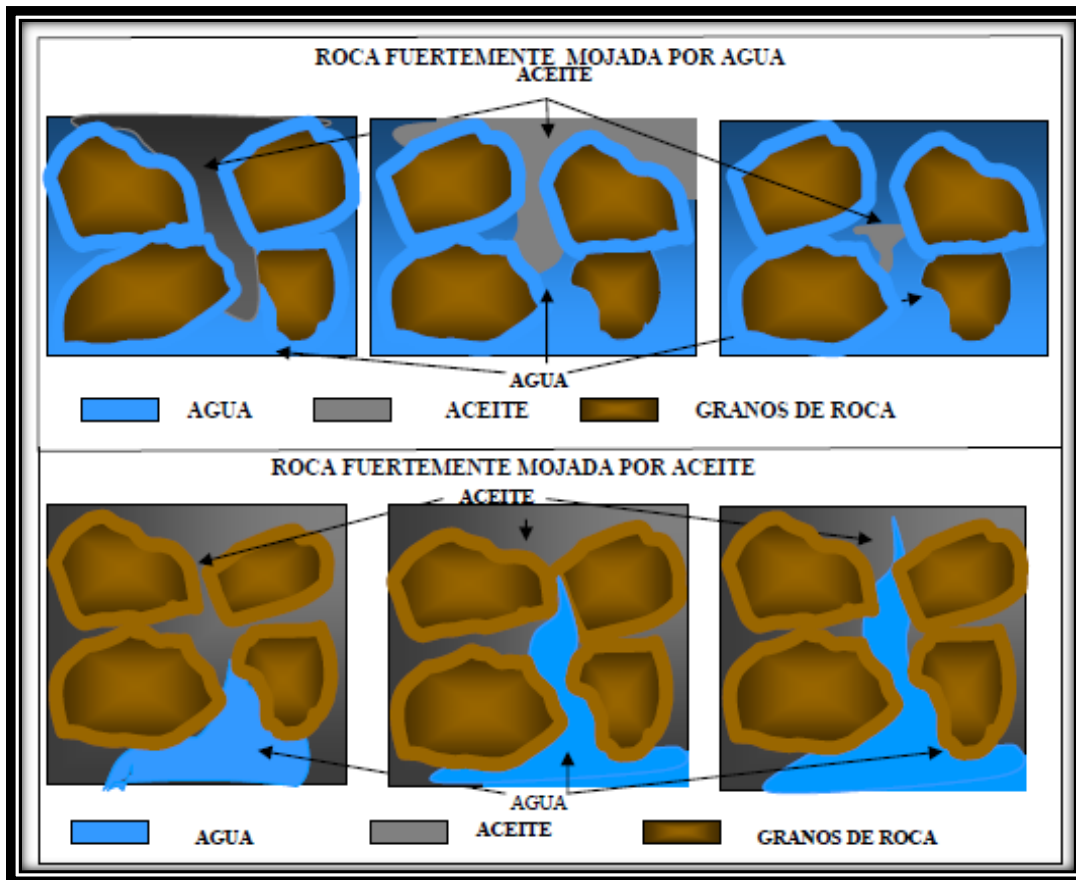 ROCA FUERTEMENTE MOJADA POR AGUA
ACEITE
AGUA
AGUA
ACEITE
GRANOS DE ROCA
ROCA FUERTEMENTE MOJADA POR ACEITE
ACEITE
AGUA
AGUA
ACEITE
GRANOS DE ROCA